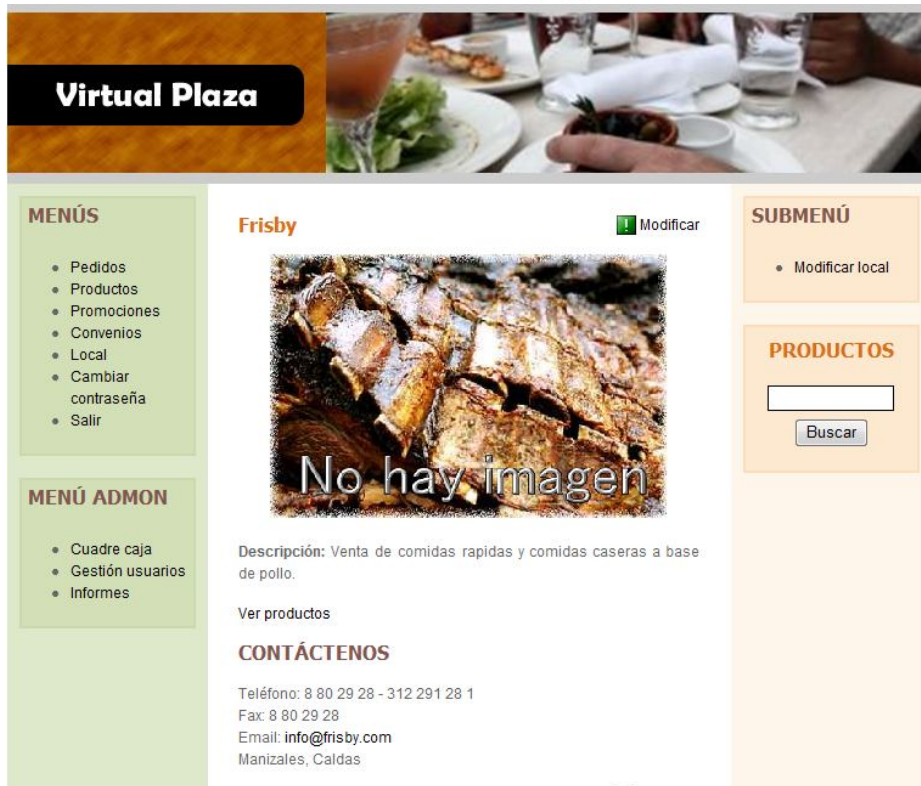 Virtual Plaza
MENÚS
Pedidos
Productos
Promociones
Convenios
Local
Cambiar
contraseña
Salir
MENÚ ADMON
Cuadre caja
Gestión usuarios
Informes
Frisby
Modificar
No hay imagen
Descripción: Venta de comidas rapidas y comidas caseras a base
de pollo.
Ver productos
CONTÁCTENOS
Teléfono: 8 80 29 28 - 312 291 28 1
Fax: 8 80 29 28
Email: info@frisby.com
Manizales, Caldas
SUBMENÚ
Modificar local
PRODUCTOS
Buscar